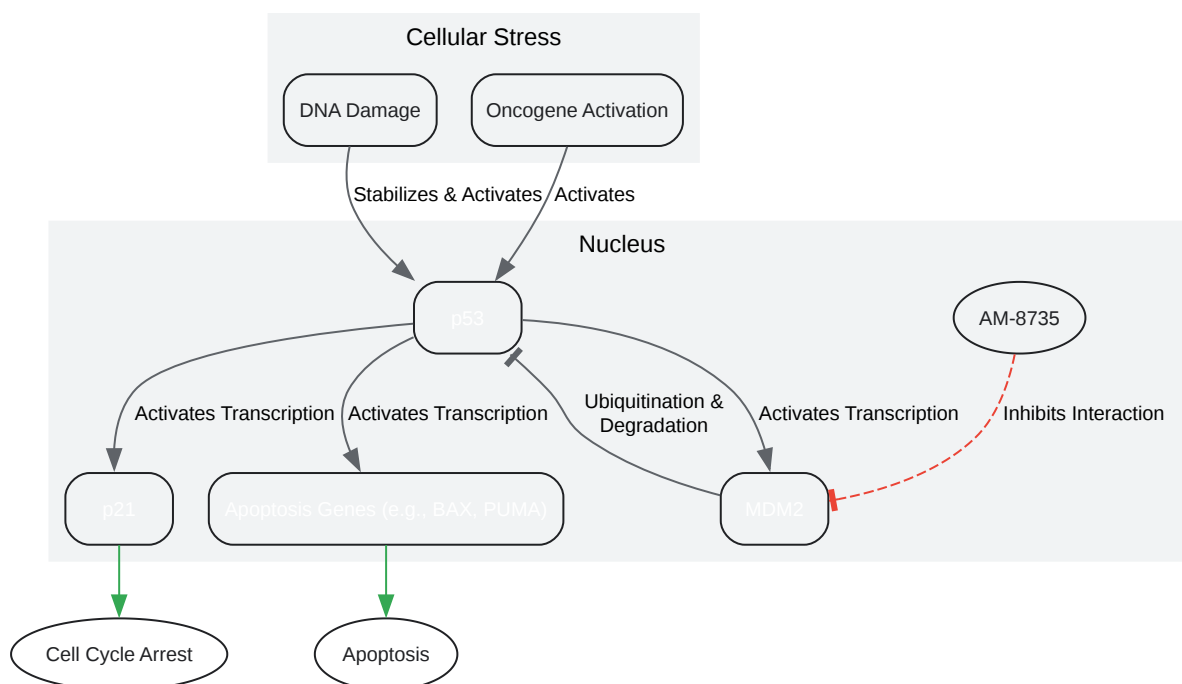 Cellular Stress
DNA Damage
Oncogene Activation
Stabilizes & Activates
Activates
Nucleus
p53
AM-8735
Activates Transcription
Activates Transcription
Ubiquitination &
Degradation
Activates Transcription
Inhibits Interaction
p21
Apoptosis Genes (e.g., BAX, PUMA)
MDM2
Cell Cycle Arrest
Apoptosis